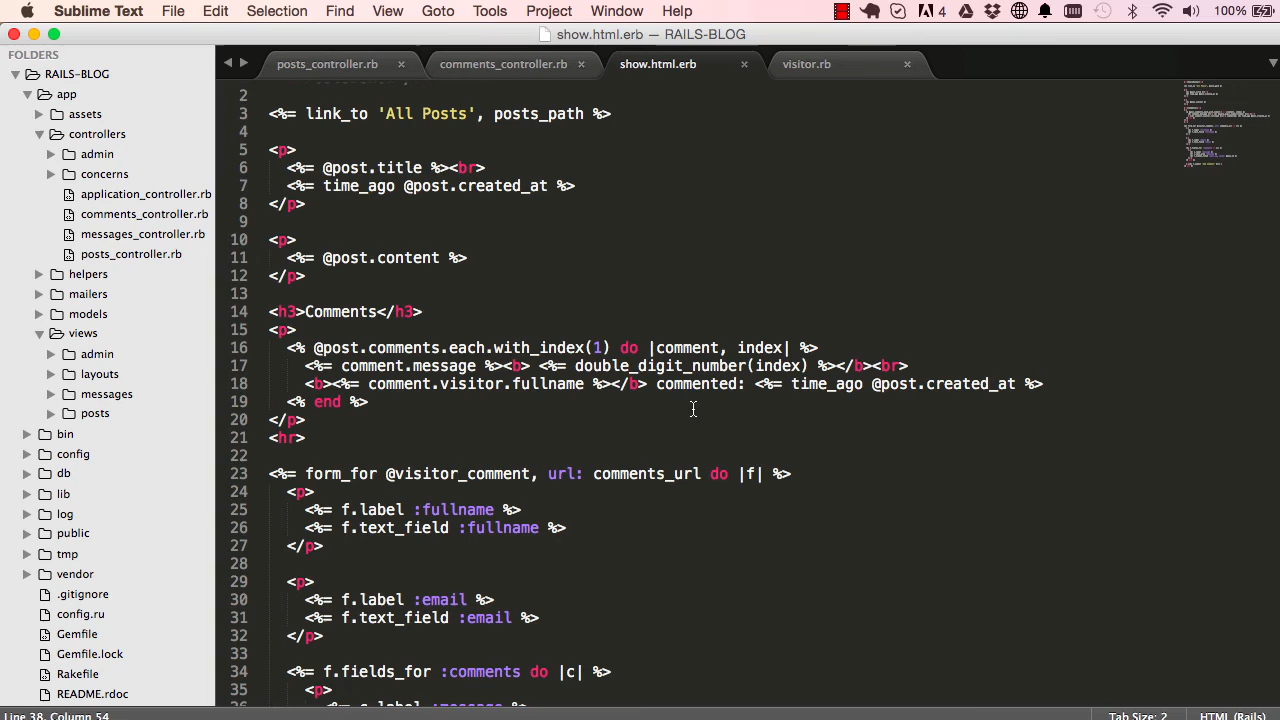 Sublime Text File Edit Selection Find View Goto Tools Project Window Help 4 100%
show.html.erb — RAILS-BLOG
FOLDERS
RAILS-BLOG
app
assets
controllers
admin
concerns
application_controller.rb
comments_controller.rb
messages_controller.rb
posts_controller.rb
helpers
mailers
models
views
admin
layouts
messages
posts
bin
config
db
lib
log
public
tmp
vendor
.gitignore
config.ru
Gemfile
Gemfile.lock
Rakefile
README.rdoc
posts_controller.rb comments_controller.rb show.html.erb visitor.rb
2
3 <%= link_to 'All Posts', posts_path %>
4
5 <p>
6 <%= @post.title %><br>
7 <%= time_ago @post.created_at %>
8 </p>
9
10 <p>
11 <%= @post.content %>
12 </p>
13
14 <h3>Comments</h3>
15 <p>
16 <% @post.comments.each.with_index(1) do |comment, index| %>
17 <%= comment.message %><b> <%= double_digit_number(index) %></b><br>
18 <b><%= comment.visitor.fullname %></b> commented: <%= time_ago @post.created_at %>
19 <% end %>
20 </p>
21 <hr>
22
23 <%= form_for @visitor_comment, url: comments_url do |f| %>
24 <p>
25 <%= f.label :fullname %>
26 <%= f.text_field :fullname %>
27 </p>
28
29 <p>
30 <%= f.label :email %>
31 <%= f.text_field :email %>
32 </p>
34 <%= f.fields_for :comments do |c| %>
35 <p>
Line 38, Column 54 Tab Size: 2 HTML (Rails)